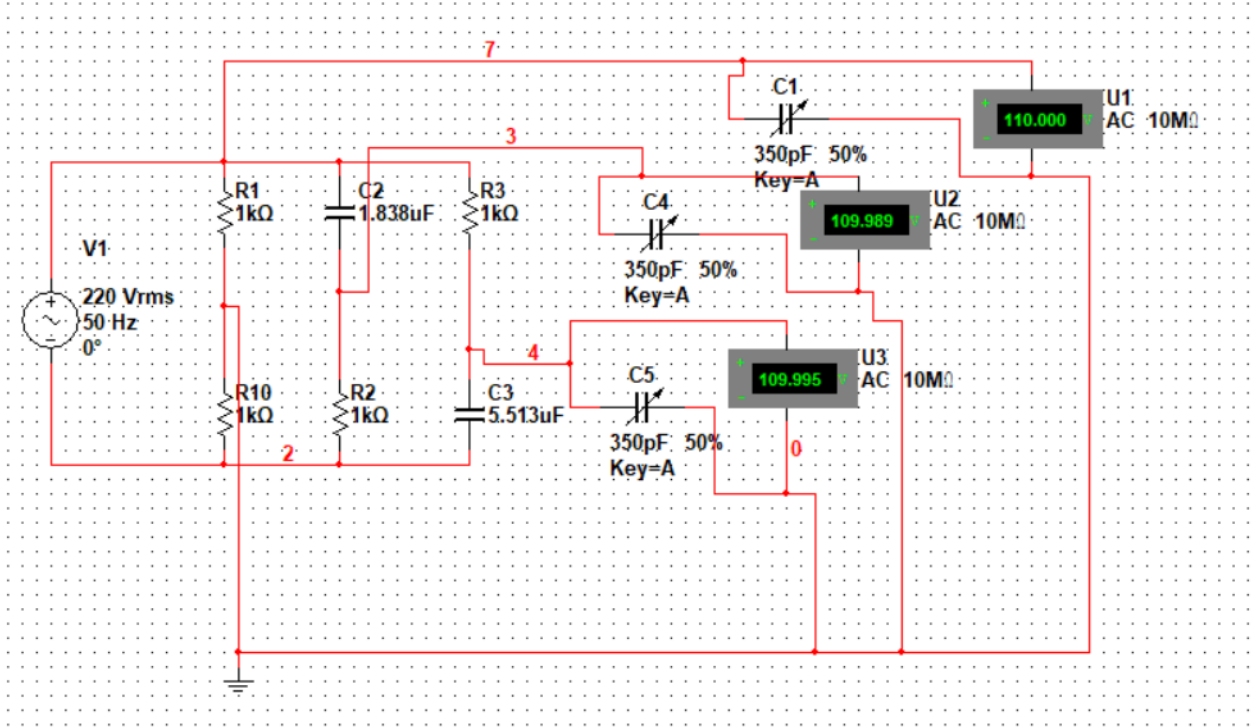 7
C1
350pF 50%
Key=A
+
-
110.000
V
U1
AC 10MΩ
3
R1
1kΩ
C2
1.838uF
R3
1kΩ
C4
350pF 50%
Key=A
+
-
109.989
V
U2
AC 10MΩ
V1
+
-
220 Vrms
50 Hz
0°
4
C5
350pF 50%
Key=A
+
-
109.995
V
U3
AC 10MΩ
0
R10
1kΩ
R2
1kΩ
C3
5.513uF
2